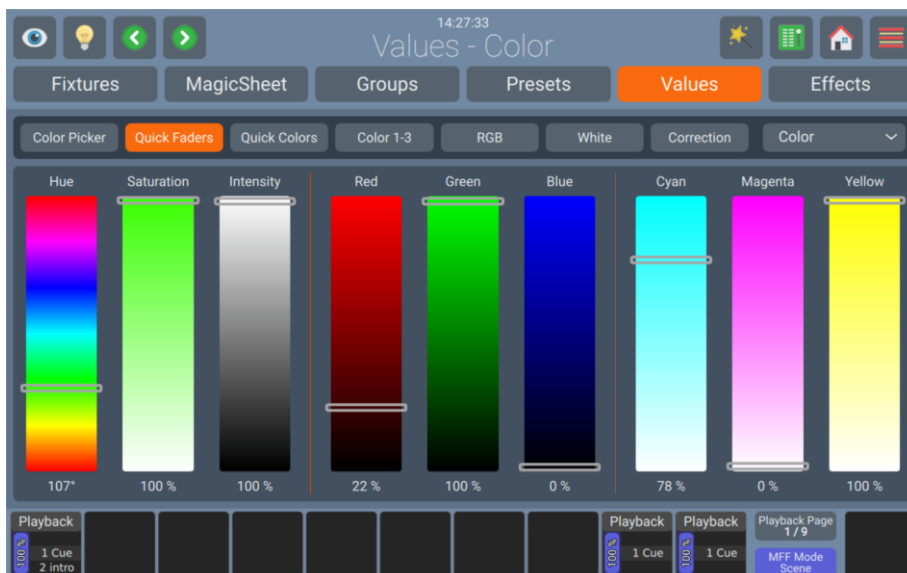 14:27:33
Values - Color
Fixtures MagicSheet Groups Presets Values Effects
Color Picker Quick Faders Quick Colors Color 1-3 RGB White Correction Color
Hue Saturation Intensity Red Green Blue Cyan Magenta Yellow
107° 100 % 100 % 22 % 100 % 0 % 78 % 0 % 100 %
Playback Playback Playback Playback Page
1 / 9
100 % 1 Cue 100 % 1 Cue 100 % 1 Cue MFF Mode
2 intro Scene